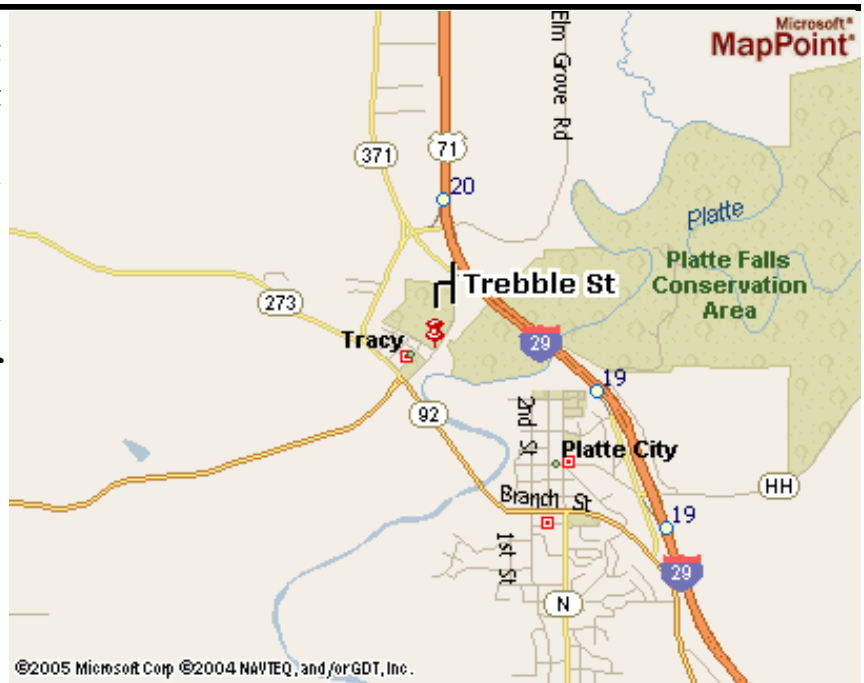 Microsoft®
MapPoint®
Elm Grove Rd
371
71
20
Platte
Platte Falls
Conservation
Area
Trebble St
273
Tracy
29
19
92
2nd St
Platte City
HH
Branch St
19
1st St
29
N
©2005 Microsoft Corp ©2004 NAVTEQ, and/or GDT, Inc.